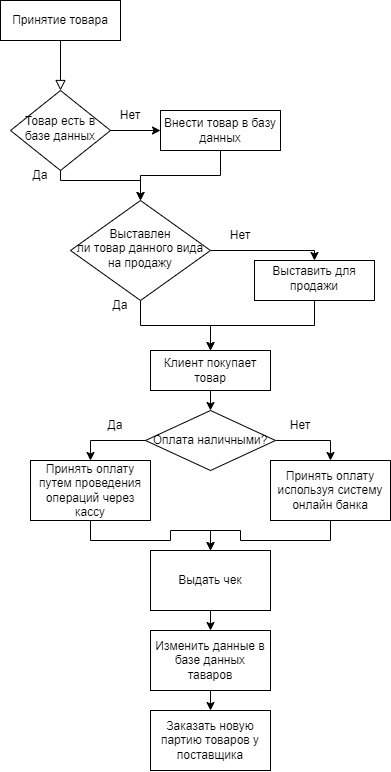 Принятие товара
Товар есть в
базе данных
Нет
Внести товар в базу
данных
Да
Выставлен
ли товар данного вида
на продажу
Нет
Выставить для
продажи
Да
Клиент покупает
товар
Да
Оплата наличными?
Нет
Принять оплату
путем проведения
операций через
кассу
Принять оплату
используя систему
онлайн банка
Выдать чек
Изменить данные в
базе данных
таваров
Заказать новую
партию товаров у
поставщика